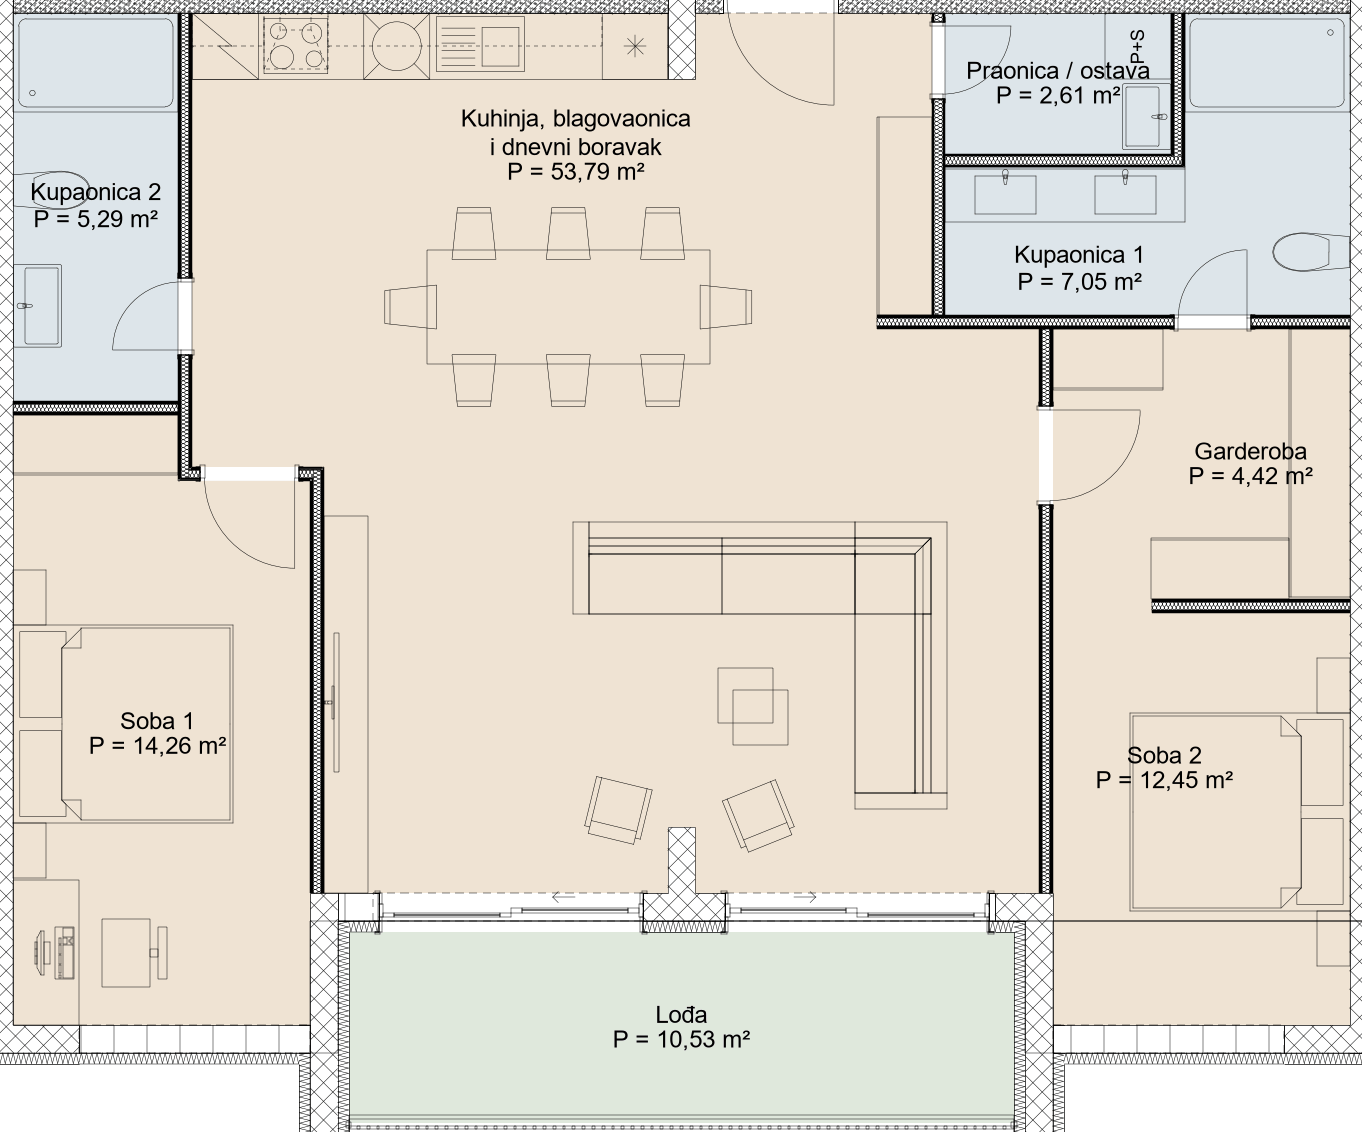 P+S
Praonica / ostava
P = 2,61 m²
Kuhinja, blagovaonica
i dnevni boravak
P = 53,79 m²
Kupaonica 2
P = 5,29 m²
Kupaonica 1
P = 7,05 m²
Garderoba
P = 4,42 m²
Soba 1
P = 14,26 m²
Soba 2
P = 12,45 m²
Lođa
P = 10,53 m²